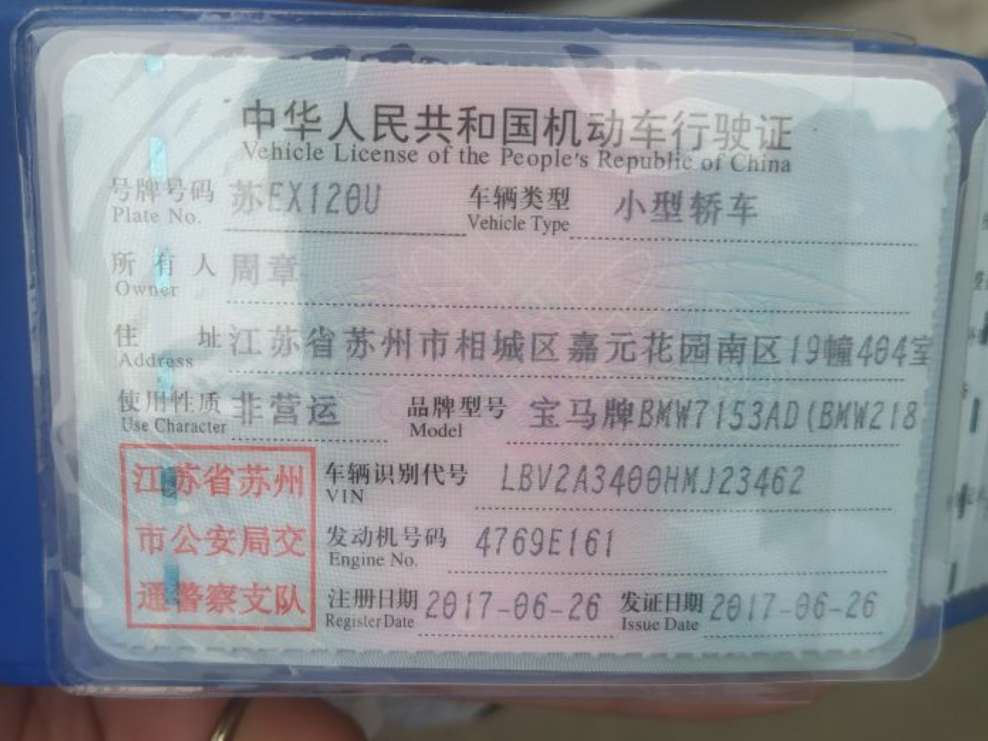 中华人民共和国机动车行驶证
Vehicle License of the People's Republic of China
号牌号码 苏EX120U 车辆类型 小型轿车
Plate No. Vehicle Type
所有人 周章
Owner
住址 江苏省苏州市相城区嘉元花园南区19幢404室
Address
使用性质 非营运 品牌型号 宝马牌BMW7153AD(BMW218
Use Character Model
江苏省苏州
市公安局交
通警察支队
车辆识别代号 LBV2A3400HMJ23462
VIN
发动机号码 4769E161
Engine No.
注册日期 2017-06-26 发证日期 2017-06-26
Register Date Issue Date